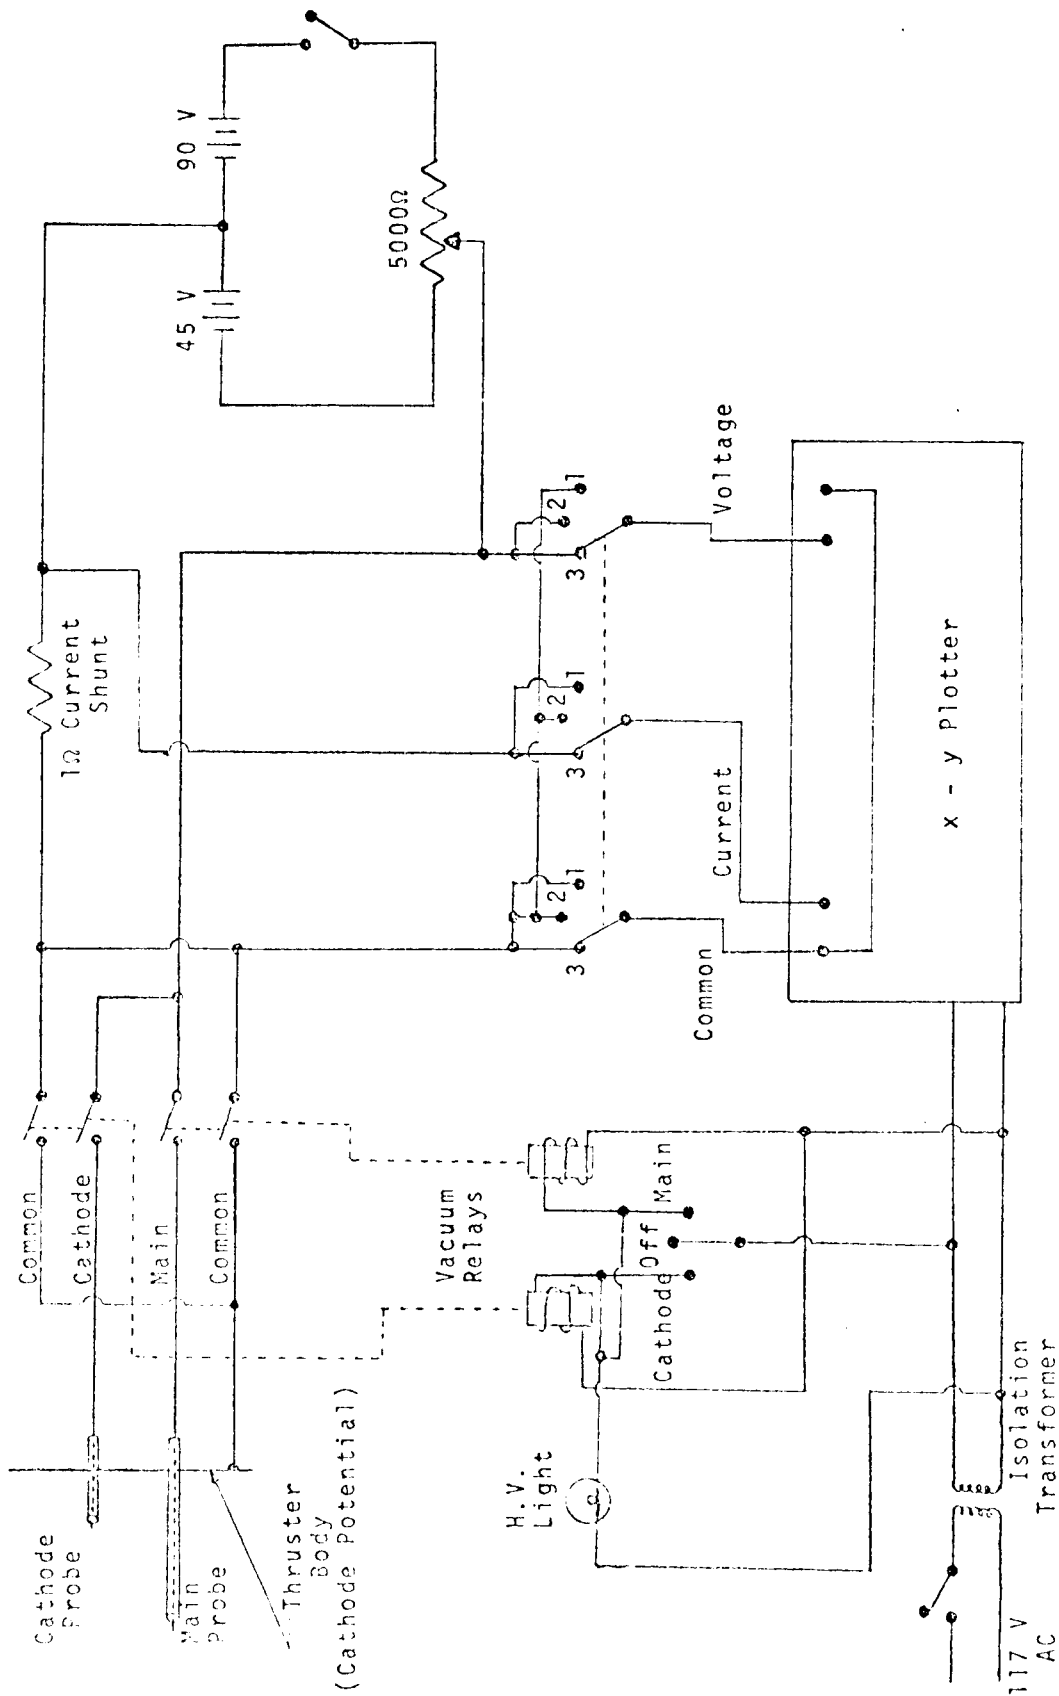 Cathode
Probe
Main
Probe
Thruster
Body
(Cathode Potential)
Common
Cathode
Main
Common
1Ω Current
Shunt
45 V
90 V
5000Ω
Vacuum
Relays
H.V.
Light
Cathode
Off
Main
3
2
1
3
2
1
3
2
1
Common
Current
Voltage
x - y Plotter
117 V
AC
Isolation
Transformer